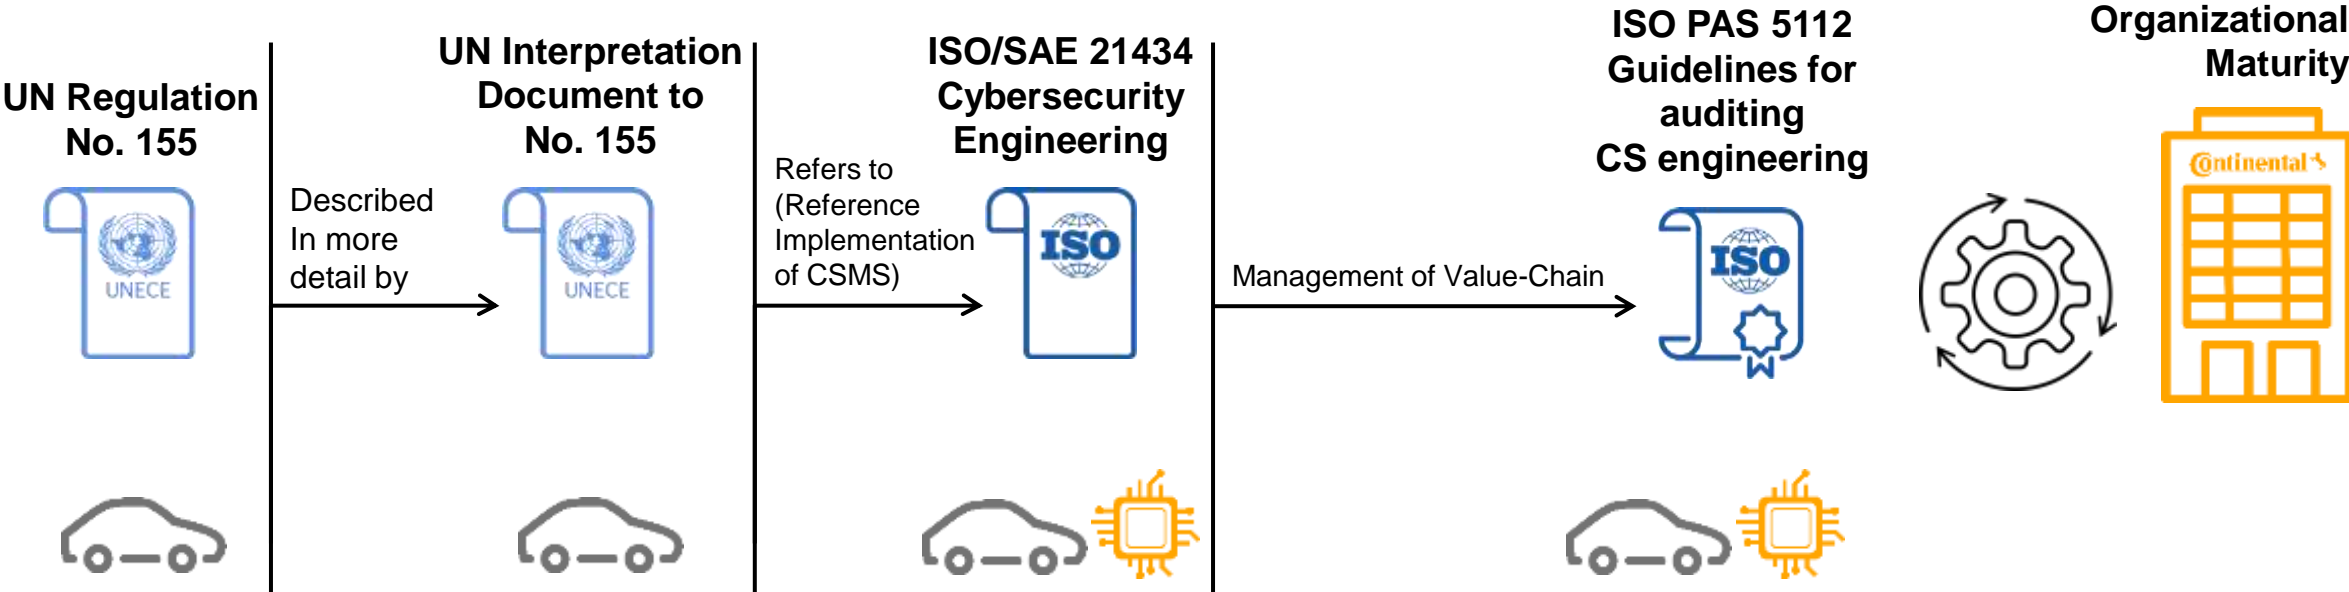 UN Regulation
No. 155
UNECE
Described
In more
detail by
UN Interpretation
Document to
No. 155
UNECE
Refers to
(Reference
Implementation
of CSMS)
ISO/SAE 21434
Cybersecurity
Engineering
ISO
Management of Value-Chain
ISO PAS 5112
Guidelines for
auditing
CS engineering
ISO
Organizational
Maturity
Continental